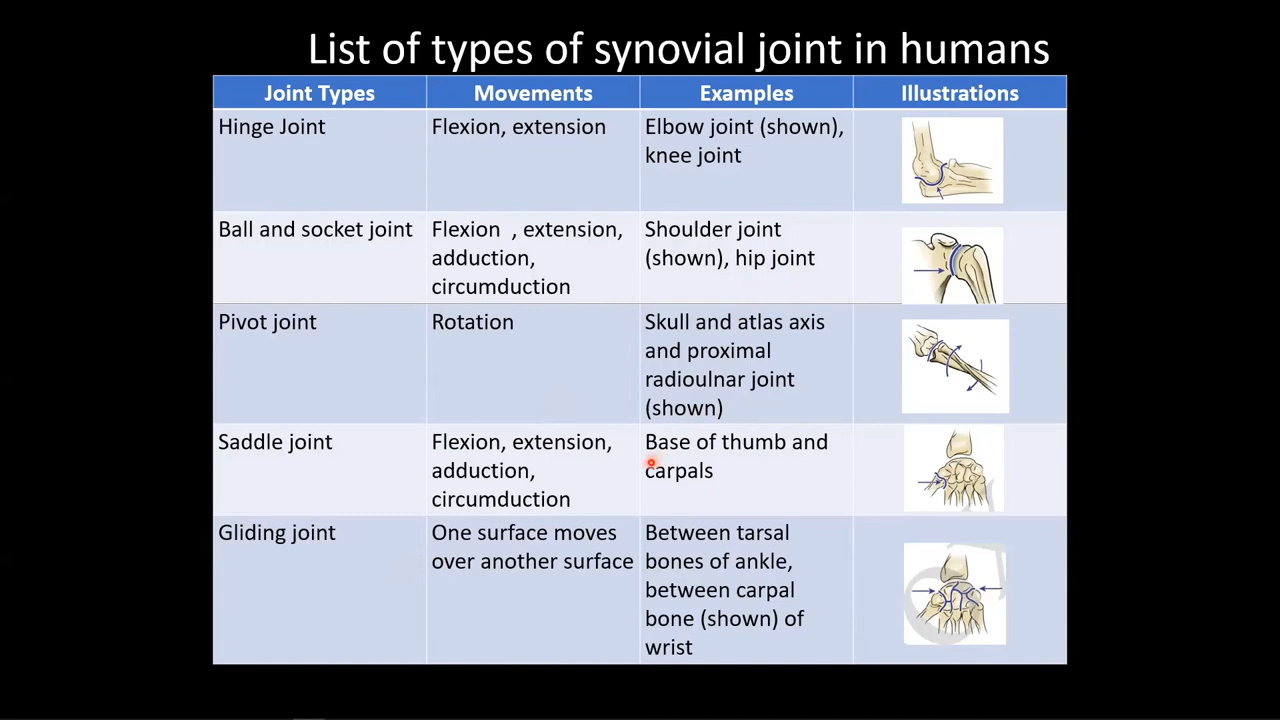 List of types of synovial joint in humans
Joint Types
Movements
Examples
Illustrations
Hinge Joint
Flexion, extension
Elbow joint (shown),
knee joint
Ball and socket joint
Flexion , extension,
adduction,
circumduction
Shoulder joint
(shown), hip joint
Pivot joint
Rotation
Skull and atlas axis
and proximal
radioulnar joint
(shown)
Saddle joint
Flexion, extension,
adduction,
circumduction
Base of thumb and
carpals
Gliding joint
One surface moves
over another surface
Between tarsal
bones of ankle,
between carpal
bone (shown) of
wrist